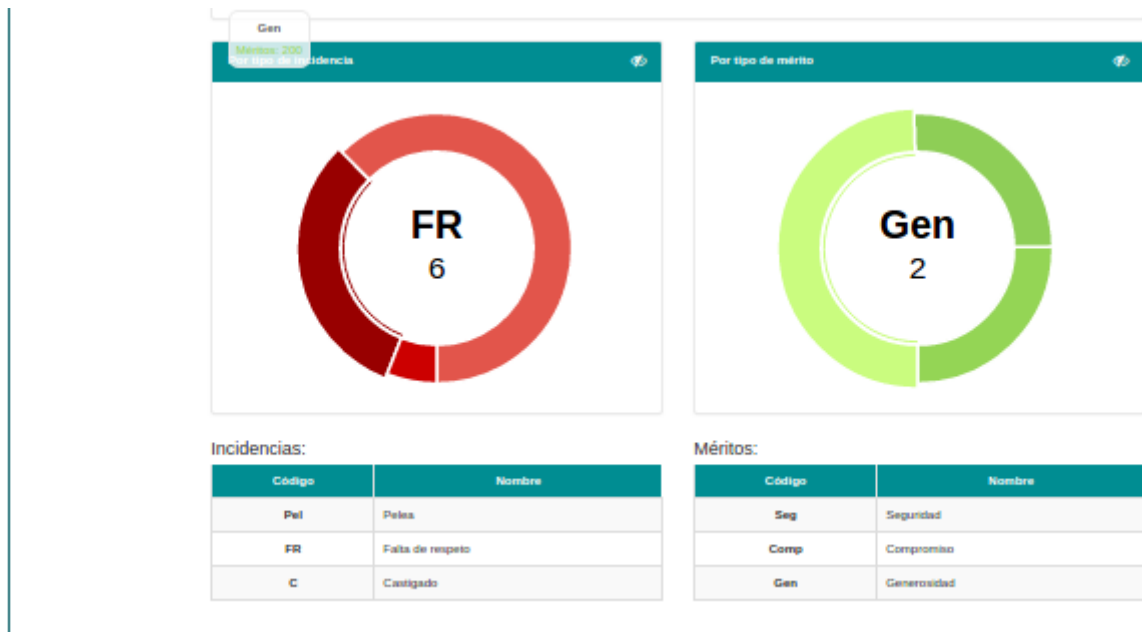 Gen
Méritos: 200
Por tipo de incidencia
Por tipo de mérito
FR
6
Gen
2
Incidencias:
Código Nombre
Pel Pelea
FR Falta de respeto
C Castigado
Méritos:
Código Nombre
Seg Seguridad
Comp Compromiso
Gen Generosidad